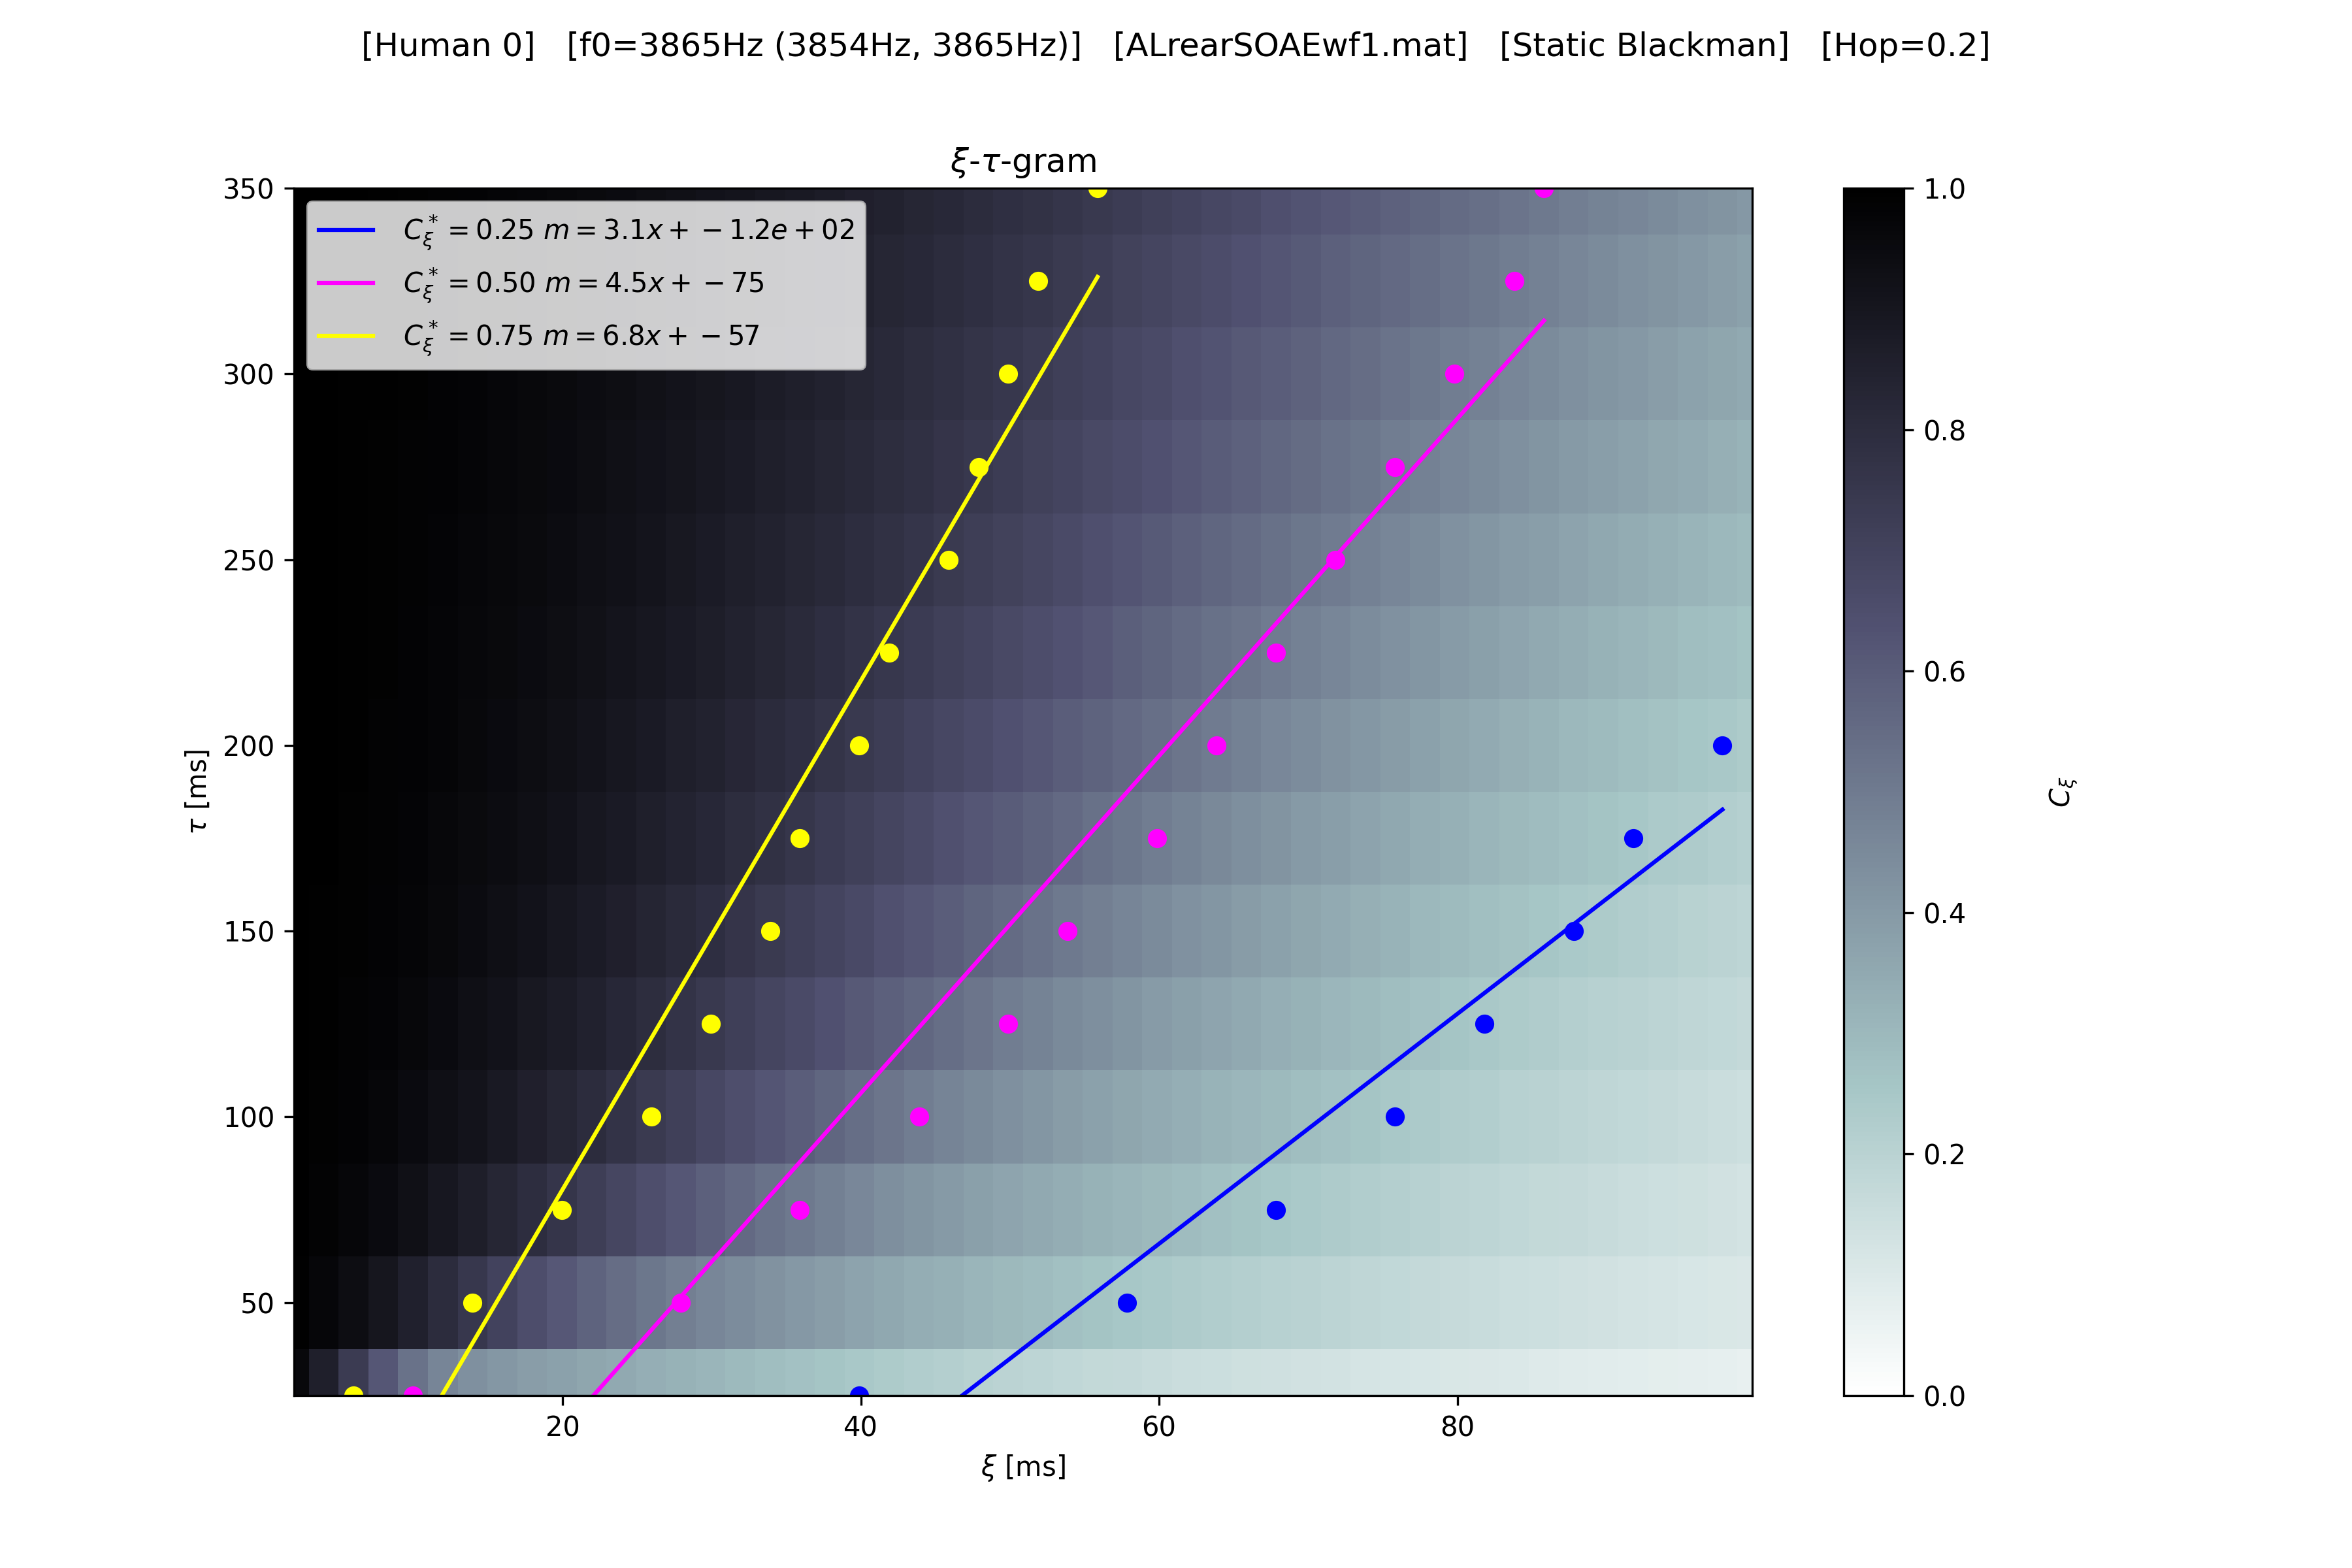 [Human 0]   [f0=3865Hz (3854Hz, 3865Hz)]   [ALrearSOAEwf1.mat]   [Static Blackman]   [Hop=0.2]
ξ-τ-gram
C*ξ = 0.25 m = 3.1x + −1.2e + 02
C*ξ = 0.50 m = 4.5x + −75
C*ξ = 0.75 m = 6.8x + −57
350
300
250
200
150
100
50
τ [ms]
20 40 60 80
ξ [ms]
1.0
0.8
0.6
0.4
0.2
0.0
Cξ